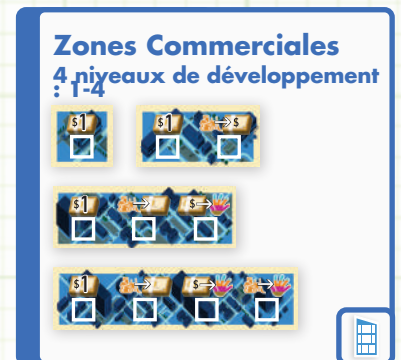 Zones Commerciales
4 niveaux de développement
: 1-4
$1
$1 $
$1 $
$1 $